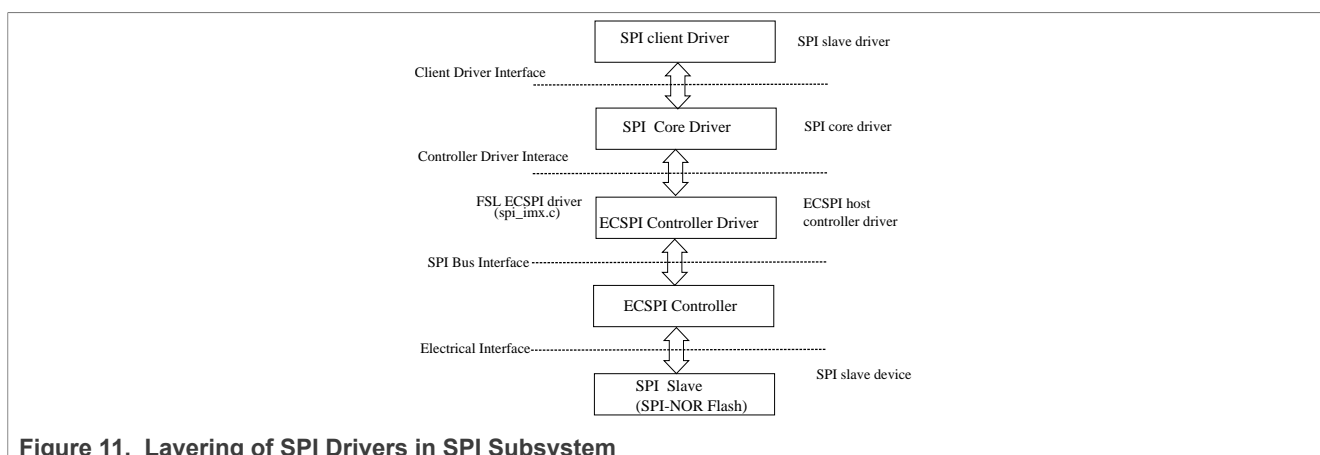 SPI client Driver
SPI slave driver
Client Driver Interface
SPI Core Driver
SPI core driver
Controller Driver Interace
FSL ECSPI driver
(spi_imx.c)
ECSPI Controller Driver
ECSPI host
controller driver
SPI Bus Interface
ECSPI Controller
Electrical Interface
SPI Slave
(SPI-NOR Flash)
SPI slave device
Figure 11. Layering of SPI Drivers in SPI Subsystem